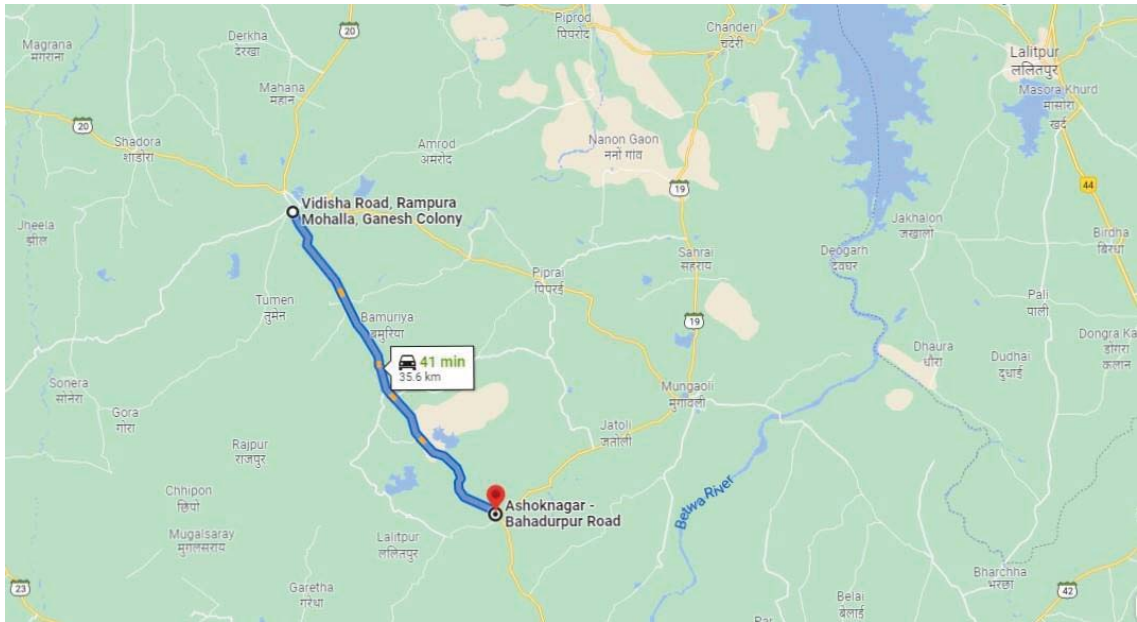 Magrana
मगराना
Derkha
देरखा
20
Piprod
पिपरोद
Chanderi
चंदेरी
Lalitpur
ललितपुर
Masora Khurd
मासोरा
खुर्द
Mahana
महान
20
Shadora
शाडोरा
Amrod
अमरोद
Nanon Gaon
ननों गांव
19
44
Vidisha Road, Rampura
Mohalla, Ganesh Colony
Jheela
झील
Jakhalon
जखालो
Birdha
बिरधा
Sahrai
सहराय
Deogarh
देवघर
Piprai
पिपरई
Tumen
तुमेन
Bamuriya
बमुरिया
Pali
पाली
19
Dongra Ka
डोंगरा
कलान
Dhaura
धौरा
Dudhai
दुधाई
41 min
35.6 km
Sonera
सोनेरा
Mungaoli
मुंगावली
Gora
गोरा
Jatoli
जतोली
Rajpur
राजपुर
Betwa River
Chhipon
छिपो
Ashoknagar -
Bahadurpur Road
Mugalsaray
मुगलसराय
Lalitpur
ललितपुर
Bharchha
भरछा
Garetha
गरेथा
23
42
Belai
बेलाई